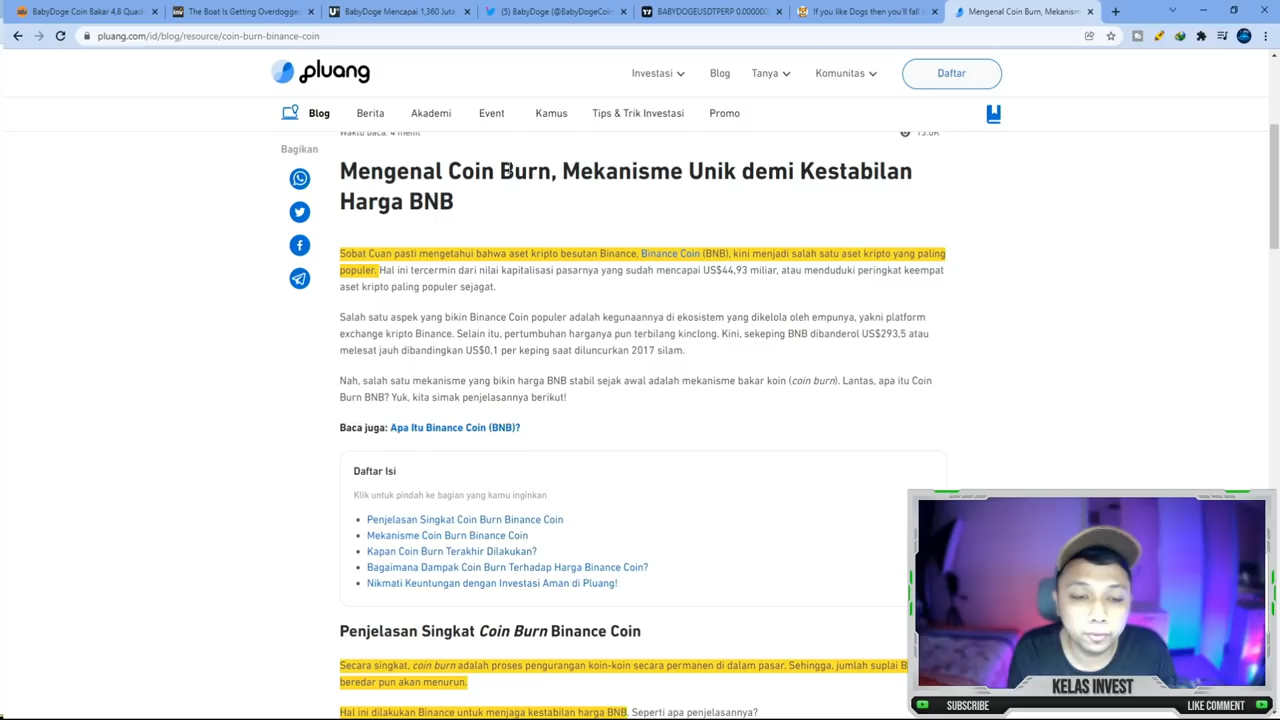 BabyDoge Coin Bakar 4,8 Quadr
The Boat Is Getting Overdogge
BabyDoge Mencapai 1,360 Juta
(5) BabyDoge (@BabyDogeCoin
BABYDOGEUSDTPERP 0.000000
If you like Dogs then you'll fall
Mengenal Coin Burn, Mekanism
pluang.com/id/blog/resource/coin-burn-binance-coin
pluang
Investasi
Blog
Tanya
Komunitas
Daftar
Blog
Berita
Akademi
Event
Kamus
Tips & Trik Investasi
Promo
Waktu baca: 4 menit
Bagikan
Mengenal Coin Burn, Mekanisme Unik demi Kestabilan
Harga BNB
Sobat Cuan pasti mengetahui bahwa aset kripto besutan Binance, Binance Coin (BNB), kini menjadi salah satu aset kripto yang paling
populer. Hal ini tercermin dari nilai kapitalisasi pasarnya yang sudah mencapai US$44,93 miliar, atau menduduki peringkat keempat
aset kripto paling populer sejagat.
Salah satu aspek yang bikin Binance Coin populer adalah kegunaannya di ekosistem yang dikelola oleh empunya, yakni platform
exchange kripto Binance. Selain itu, pertumbuhan harganya pun terbilang kinclong. Kini, sekeping BNB dibanderol US$293,5 atau
melesat jauh dibandingkan US$0,1 per keping saat diluncurkan 2017 silam.
Nah, salah satu mekanisme yang bikin harga BNB stabil sejak awal adalah mekanisme bakar koin (coin burn). Lantas, apa itu Coin
Burn BNB? Yuk, kita simak penjelasannya berikut!
Baca juga: Apa Itu Binance Coin (BNB)?
Daftar Isi
Klik untuk pindah ke bagian yang kamu inginkan
Penjelasan Singkat Coin Burn Binance Coin
Mekanisme Coin Burn Binance Coin
Kapan Coin Burn Terakhir Dilakukan?
Bagaimana Dampak Coin Burn Terhadap Harga Binance Coin?
Nikmati Keuntungan dengan Investasi Aman di Pluang!
Penjelasan Singkat Coin Burn Binance Coin
Secara singkat, coin burn adalah proses pengurangan koin-koin secara permanen di dalam pasar. Sehingga, jumlah suplai B
beredar pun akan menurun.
Hal ini dilakukan Binance untuk menjaga kestabilan harga BNB. Seperti apa penjelasannya?
KELAS INVEST
SUBSCRIBE
LIKE COMMENT